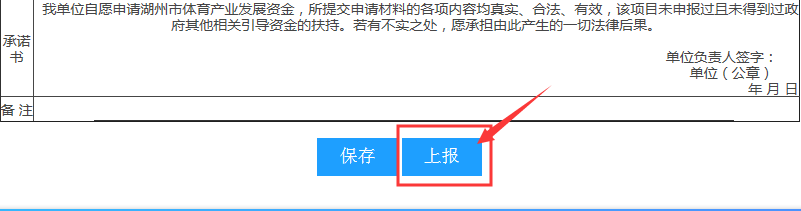 我单位自愿申请湖州市体育产业发展资金，所提交申请材料的各项内容均真实、合法、有效，该项目未申报过且未得到过政
府其他相关引导资金的扶持。若有不实之处，愿承担由此产生的一切法律后果。
承诺
书
单位负责人签字：
单位（公章）
年 月 日
备 注
保存
上报